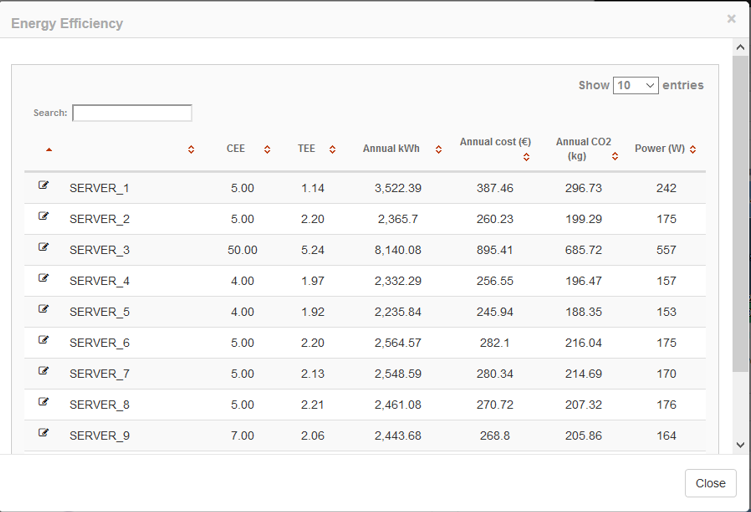 Energy Efficiency ×
Show 10 entries
Search:
CEE TEE Annual kWh Annual cost (€) Annual CO2 (kg) Power (W)
SERVER_1 5.00 1.14 3,522.39 387.46 296.73 242
SERVER_2 5.00 2.20 2,365.7 260.23 199.29 175
SERVER_3 50.00 5.24 8,140.08 895.41 685.72 557
SERVER_4 4.00 1.97 2,332.29 256.55 196.47 157
SERVER_5 4.00 1.92 2,235.84 245.94 188.35 153
SERVER_6 5.00 2.20 2,564.57 282.1 216.04 175
SERVER_7 5.00 2.13 2,548.59 280.34 214.69 170
SERVER_8 5.00 2.21 2,461.08 270.72 207.32 176
SERVER_9 7.00 2.06 2,443.68 268.8 205.86 164
Close